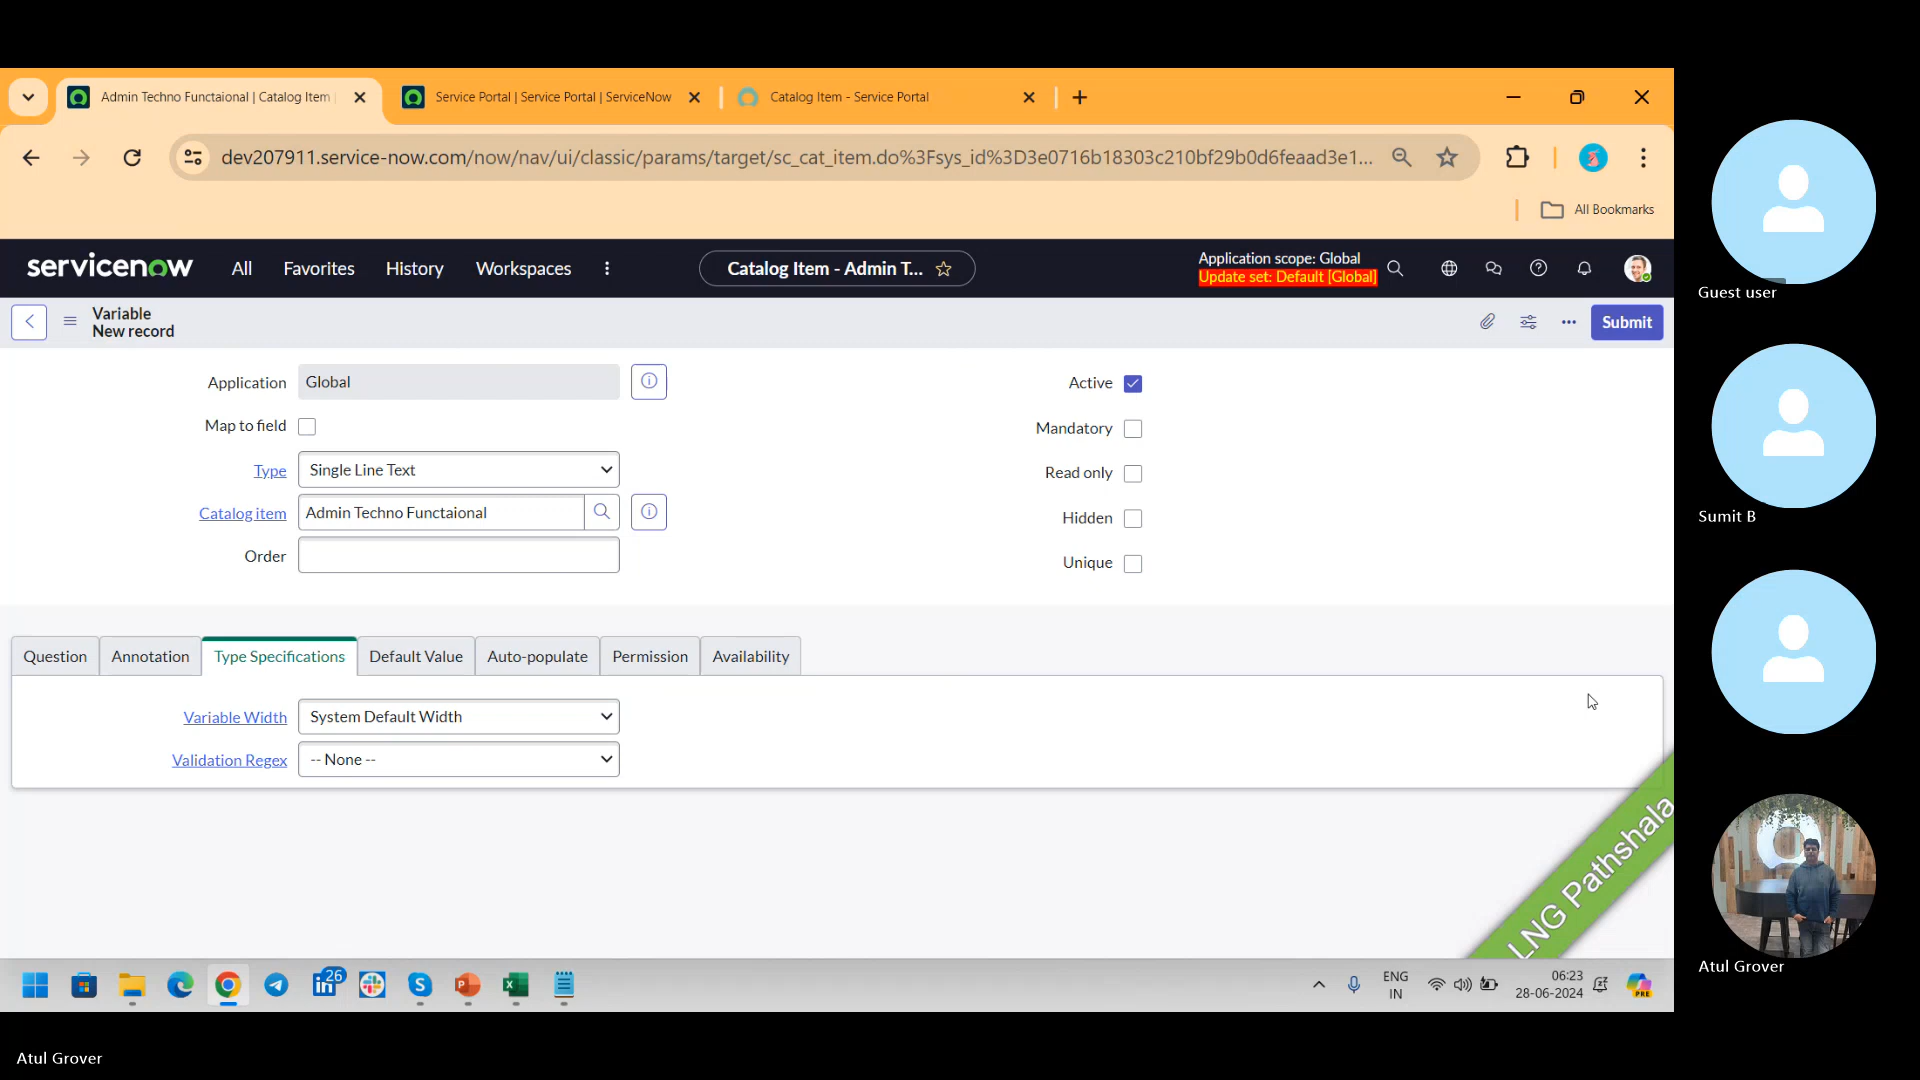 Admin Techno Functaional | Catalog Item |
Service Portal | Service Portal | ServiceNow
Catalog Item - Service Portal
dev207911.service-now.com/now/nav/ui/classic/params/target/sc_cat_item.do%3Fsys_id%3D3e0716b18303c210bf29b0d6feaad3e1...
All Bookmarks
servicenow
All
Favorites
History
Workspaces
Catalog Item - Admin T...
Application scope: Global
Update set: Default [Global]
Variable
New record
Submit
Application
Global
Active
Map to field
Mandatory
Type
Single Line Text
Read only
Catalog item
Admin Techno Functaional
Hidden
Order
Unique
Question
Annotation
Type Specifications
Default Value
Auto-populate
Permission
Availability
Variable Width
System Default Width
Validation Regex
-- None --
LNG Pathshala
26
ENG
IN
06:23
28-06-2024
PRE
Guest user
Sumit B
Atul Grover
Atul Grover